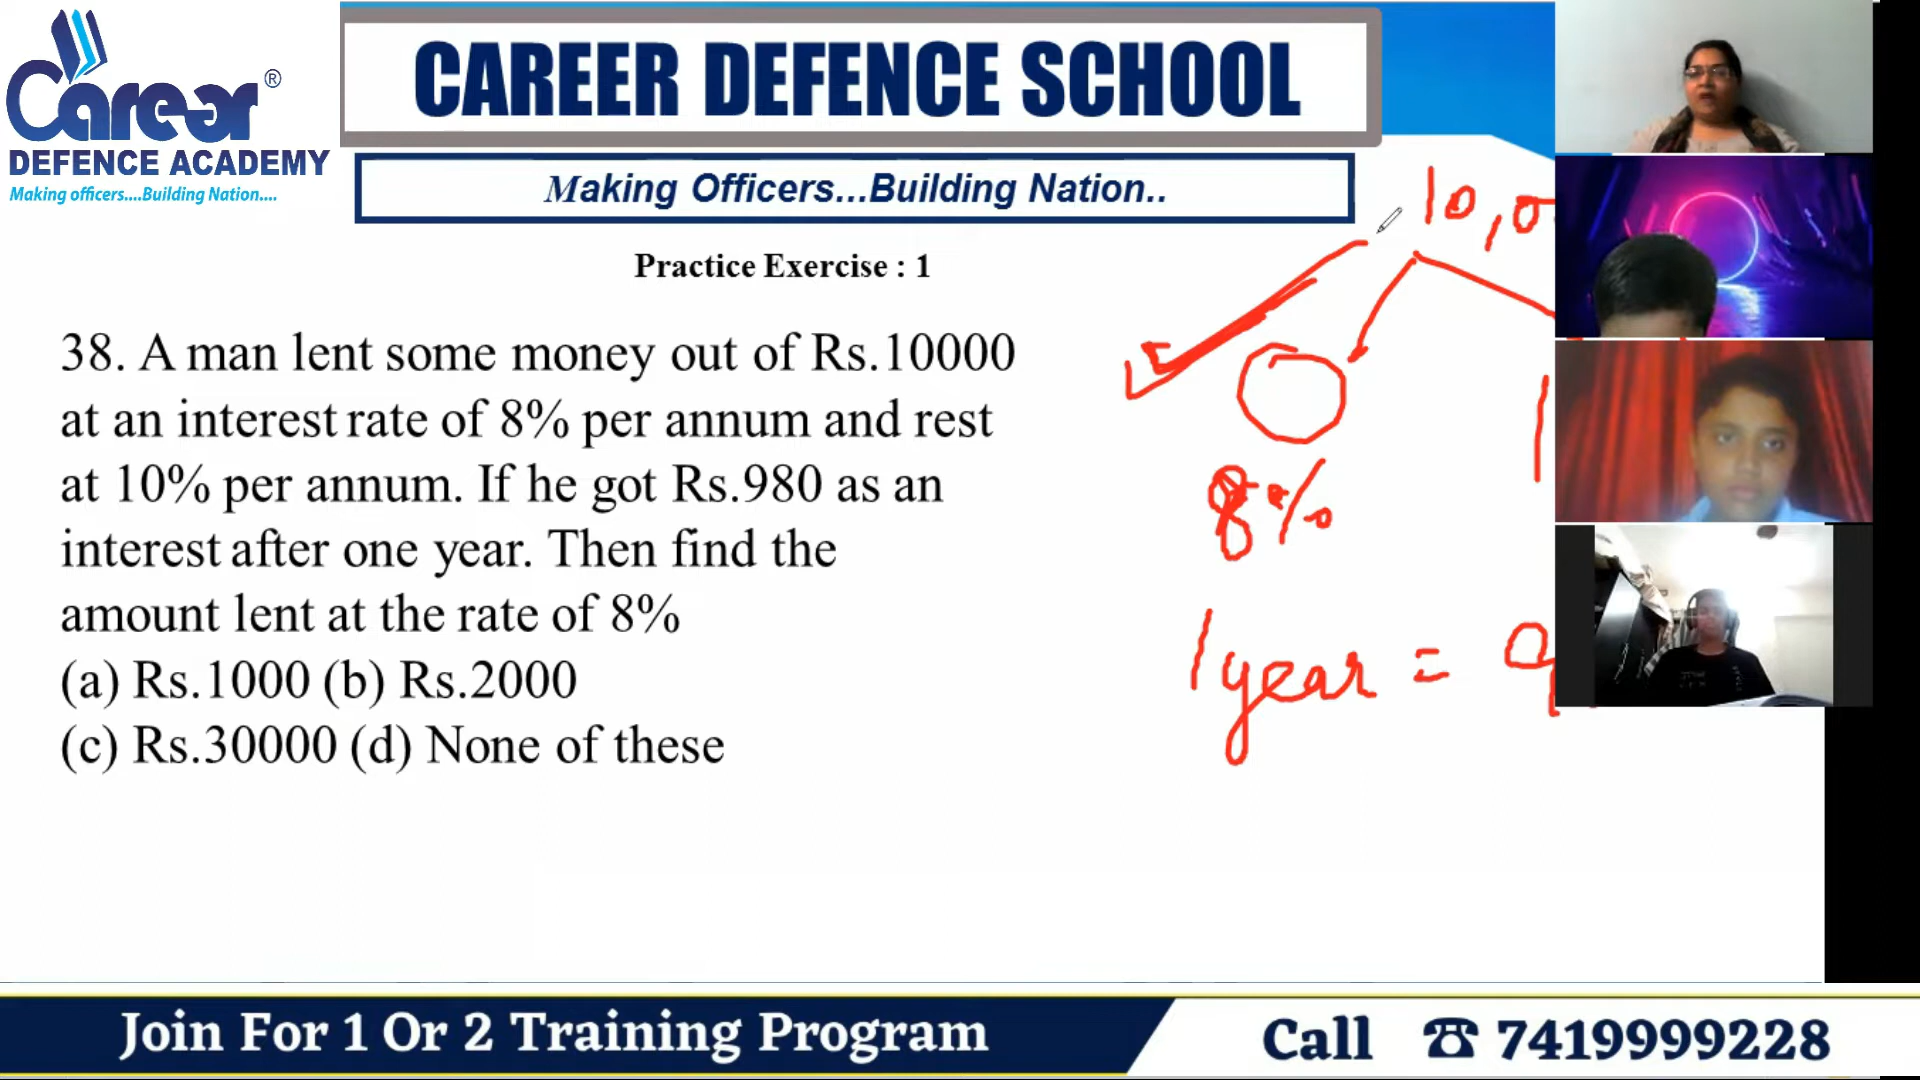 Career ®
DEFENCE ACADEMY
Making officers....Building Nation....
CAREER DEFENCE SCHOOL
Making Officers...Building Nation..
Practice Exercise : 1
38. A man lent some money out of Rs.10000
at an interest rate of 8% per annum and rest
at 10% per annum. If he got Rs.980 as an
interest after one year. Then find the
amount lent at the rate of 8%
(a) Rs.1000 (b) Rs.2000
(c) Rs.30000 (d) None of these
10,0
8%
1
1 year = 9
Join For 1 Or 2 Training Program
Call ☎ 7419999228